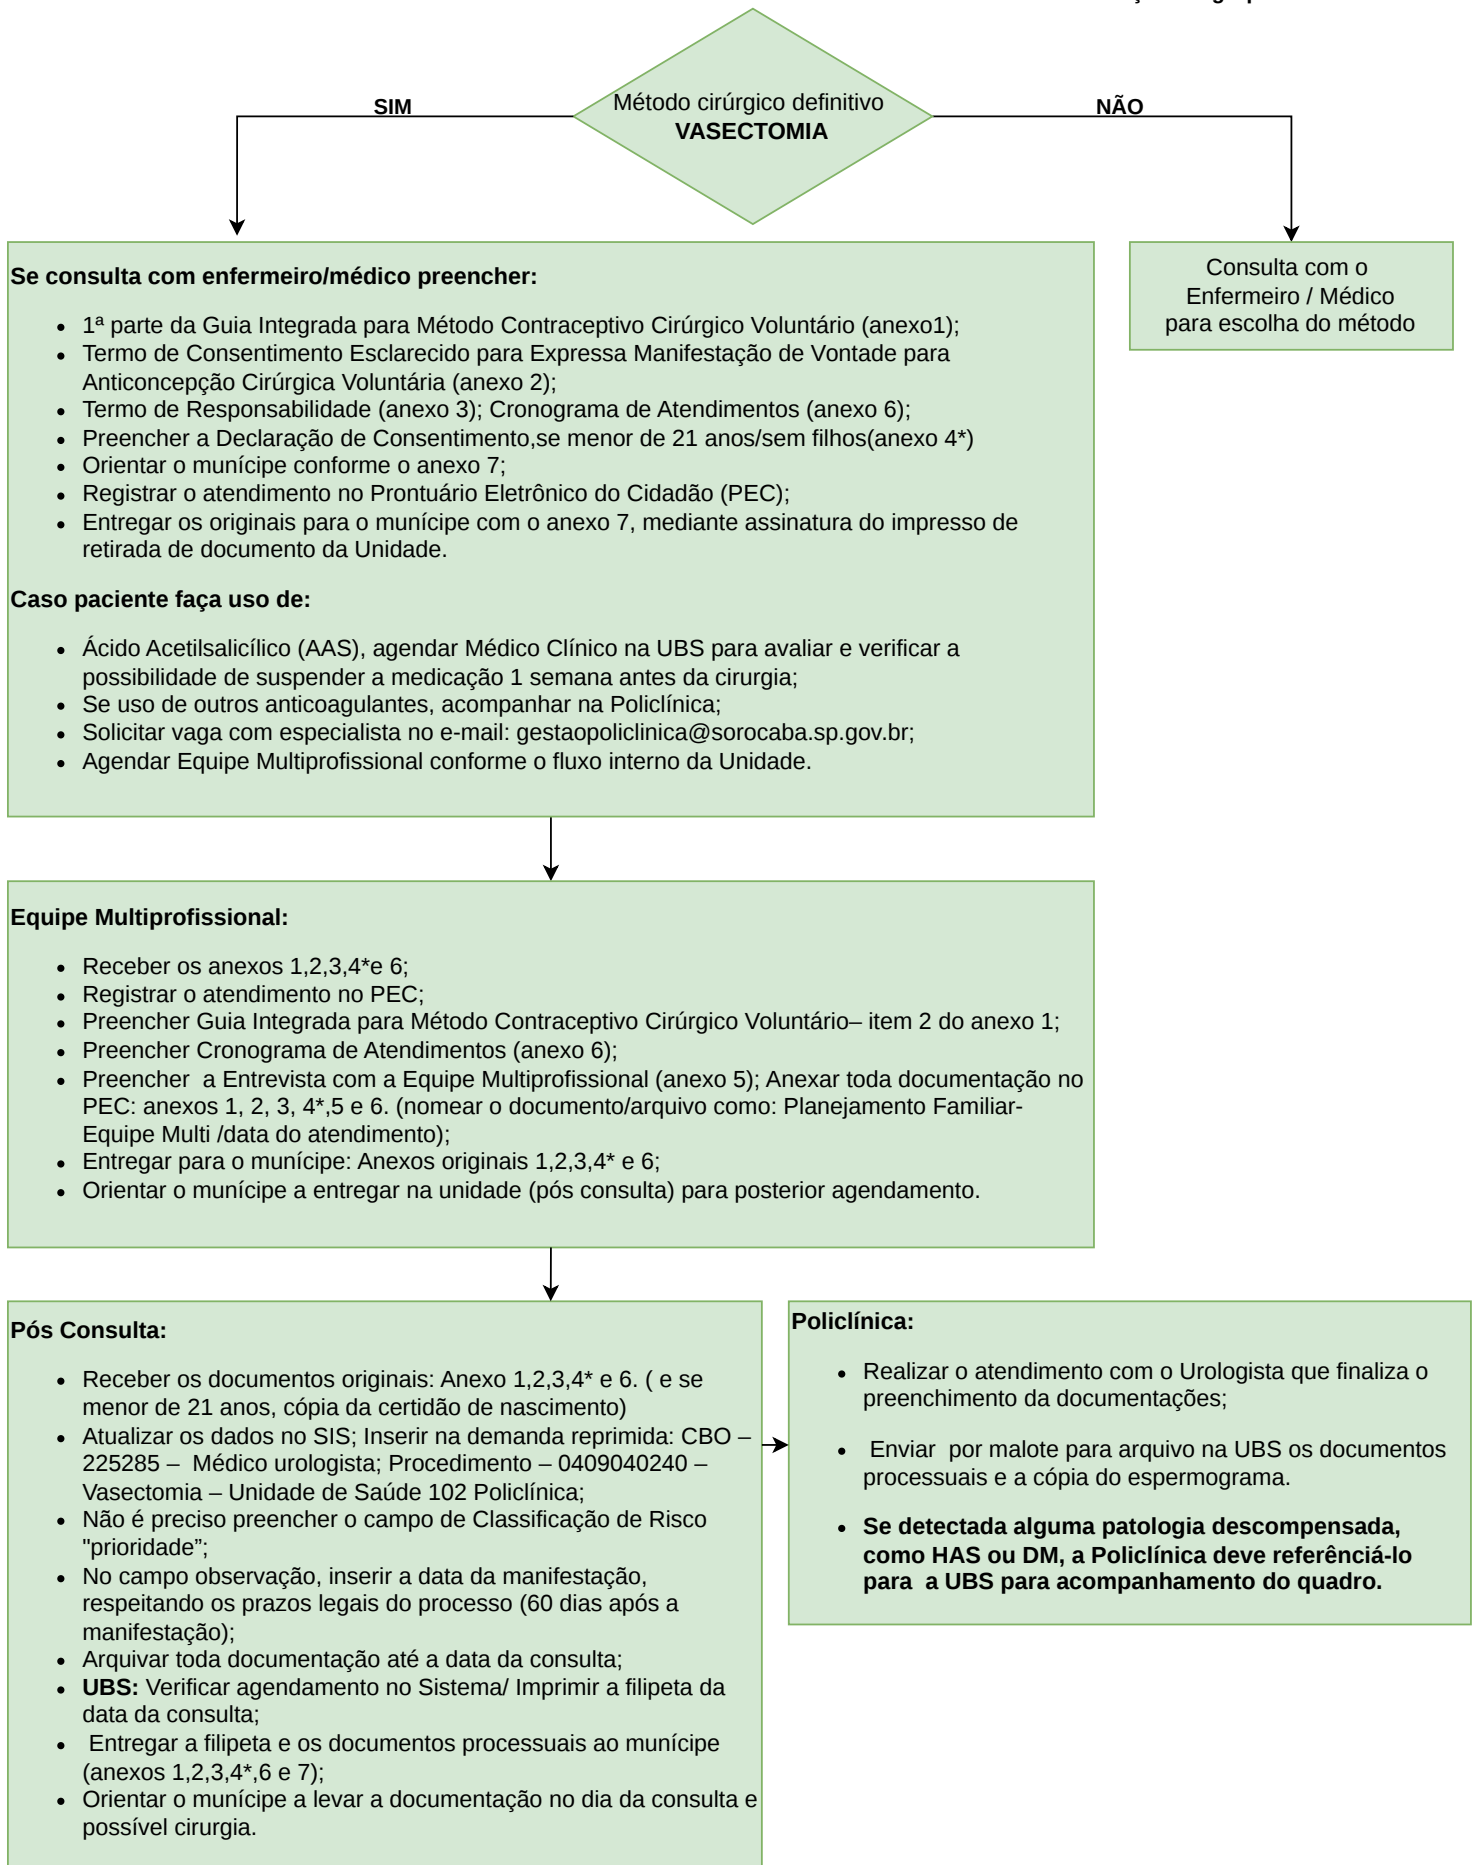 Método cirúrgico definitivo
VASECTOMIA
SIM
NÃO
Se consulta com enfermeiro/médico preencher:
• 1ª parte da Guia Integrada para Método Contraceptivo Cirúrgico Voluntário (anexo1);
• Termo de Consentimento Esclarecido para Expressa Manifestação de Vontade para
Anticoncepção Cirúrgica Voluntária (anexo 2);
• Termo de Responsabilidade (anexo 3); Cronograma de Atendimentos (anexo 6);
• Preencher a Declaração de Consentimento,se menor de 21 anos/sem filhos(anexo 4*)
• Orientar o munícipe conforme o anexo 7;
• Registrar o atendimento no Prontuário Eletrônico do Cidadão (PEC);
• Entregar os originais para o munícipe com o anexo 7, mediante assinatura do impresso de
retirada de documento da Unidade.
Caso paciente faça uso de:
• Ácido Acetilsalicílico (AAS), agendar Médico Clínico na UBS para avaliar e verificar a
possibilidade de suspender a medicação 1 semana antes da cirurgia;
• Se uso de outros anticoagulantes, acompanhar na Policlínica;
• Solicitar vaga com especialista no e-mail: gestaopoliclinica@sorocaba.sp.gov.br;
• Agendar Equipe Multiprofissional conforme o fluxo interno da Unidade.
Consulta com o
Enfermeiro / Médico
para escolha do método
Equipe Multiprofissional:
• Receber os anexos 1,2,3,4*e 6;
• Registrar o atendimento no PEC;
• Preencher Guia Integrada para Método Contraceptivo Cirúrgico Voluntário– item 2 do anexo 1;
• Preencher Cronograma de Atendimentos (anexo 6);
• Preencher  a Entrevista com a Equipe Multiprofissional (anexo 5); Anexar toda documentação no
PEC: anexos 1, 2, 3, 4*,5 e 6. (nomear o documento/arquivo como: Planejamento Familiar-
Equipe Multi /data do atendimento);
• Entregar para o munícipe: Anexos originais 1,2,3,4* e 6;
• Orientar o munícipe a entregar na unidade (pós consulta) para posterior agendamento.
Pós Consulta:
• Receber os documentos originais: Anexo 1,2,3,4* e 6. ( e se
menor de 21 anos, cópia da certidão de nascimento)
• Atualizar os dados no SIS; Inserir na demanda reprimida: CBO –
225285 –  Médico urologista; Procedimento – 0409040240 –
Vasectomia – Unidade de Saúde 102 Policlínica;
• Não é preciso preencher o campo de Classificação de Risco
"prioridade”;
• No campo observação, inserir a data da manifestação,
respeitando os prazos legais do processo (60 dias após a
manifestação);
• Arquivar toda documentação até a data da consulta;
• UBS: Verificar agendamento no Sistema/ Imprimir a filipeta da
data da consulta;
•  Entregar a filipeta e os documentos processuais ao munícipe
(anexos 1,2,3,4*,6 e 7);
• Orientar o munícipe a levar a documentação no dia da consulta e
possível cirurgia.
Policlínica:
• Realizar o atendimento com o Urologista que finaliza o
preenchimento da documentações;
•  Enviar  por malote para arquivo na UBS os documentos
processuais e a cópia do espermograma.
• Se detectada alguma patologia descompensada,
como HAS ou DM, a Policlínica deve referênciá-lo
para  a UBS para acompanhamento do quadro.